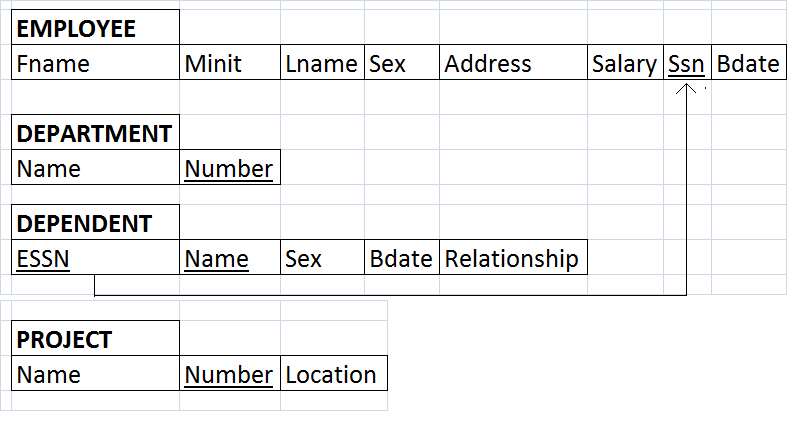 EMPLOYEE
Fname Minit Lname Sex Address Salary Ssn Bdate
DEPARTMENT
Name Number
DEPENDENT
ESSN Name Sex Bdate Relationship
PROJECT
Name Number Location